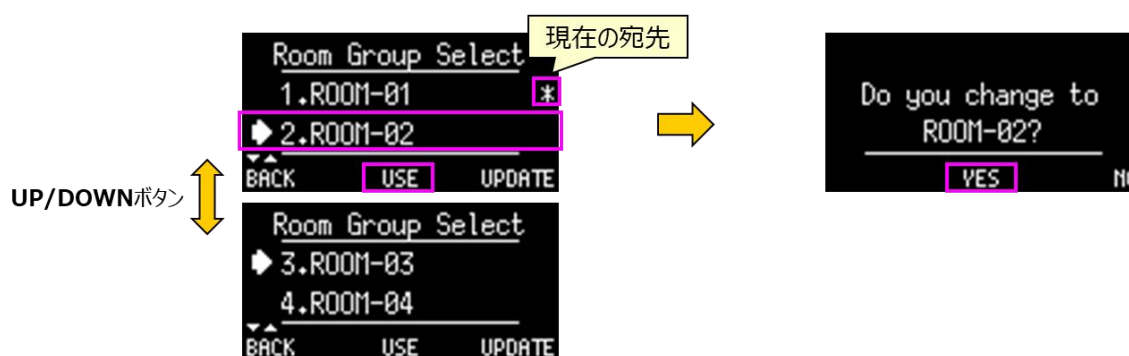 現在の宛先
Room Group Select
1.ROOM-01 *
2.ROOM-02
BACK USE UPDATE
UP/DOWNボタン
Room Group Select
3.ROOM-03
4.ROOM-04
BACK USE UPDATE
Do you change to
ROOM-02?
YES